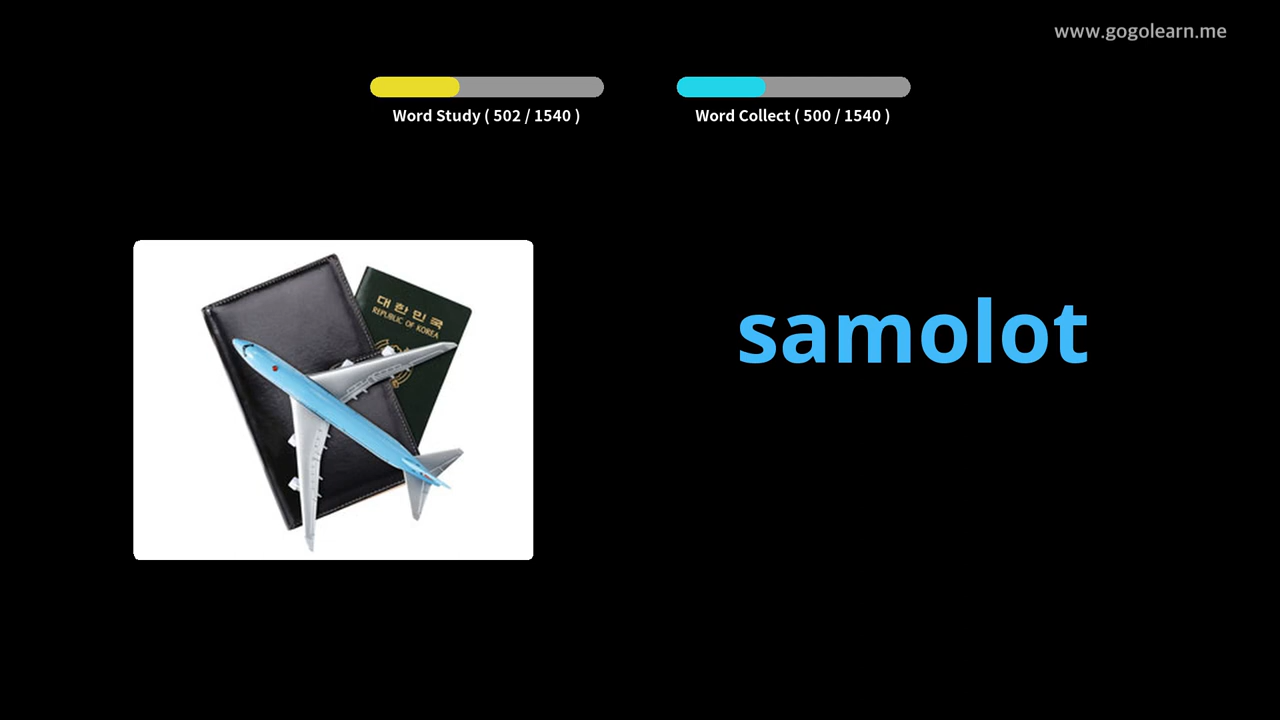 www.gogolearn.me
Word Study ( 502 / 1540 )
Word Collect ( 500 / 1540 )
대한민국
REPUBLIC OF KOREA
samolot